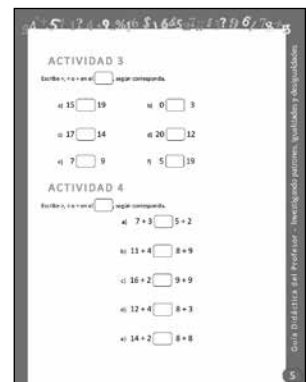 ACTIVIDAD 3
Escribe >, < o = en el , según corresponda.
a) 15 19
b) 0 3
c) 17 14
d) 20 12
e) 7 9
f) 5 19
ACTIVIDAD 4
Escribe >, < o = en el , según corresponda.
a) 7 + 3 5 + 2
b) 11 + 4 8 + 9
c) 16 + 2 9 + 9
d) 12 + 4 8 + 3
e) 14 + 2 8 + 8
Guía Didáctica del Profesor - Investigando patrones, igualdades y desigualdades
5